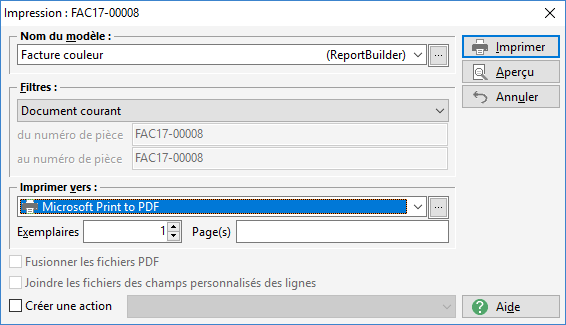 Impression : FAC17-00008
Nom du modèle :
Facture couleur (ReportBuilder) ...
Imprimer
Aperçu
Annuler
Filtres :
Document courant
du numéro de pièce FAC17-00008
au numéro de pièce FAC17-00008
Imprimer vers :
Microsoft Print to PDF ...
Exemplaires 1 Page(s)
Fusionner les fichiers PDF
Joindre les fichiers des champs personnalisés des lignes
Créer une action
? Aide